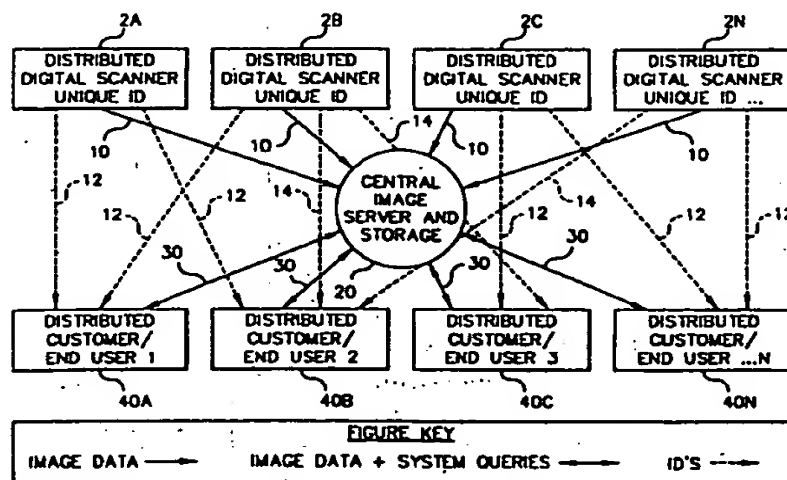 2A 2B 2C 2N
DISTRIBUTED DIGITAL SCANNER UNIQUE ID
DISTRIBUTED DIGITAL SCANNER UNIQUE ID
DISTRIBUTED DIGITAL SCANNER UNIQUE ID
DISTRIBUTED DIGITAL SCANNER UNIQUE ID ...
10 10 14 10 10
12 12 12 14 12 14 12 12
CENTRAL
IMAGE
SERVER AND
STORAGE
30 30 20 30 30
DISTRIBUTED CUSTOMER/ END USER 1
DISTRIBUTED CUSTOMER/ END USER 2
DISTRIBUTED CUSTOMER/ END USER 3
DISTRIBUTED CUSTOMER/ END USER ...N
40A 40B 40C 40N
FIGURE KEY
IMAGE DATA IMAGE DATA + SYSTEM QUERIES ID'S